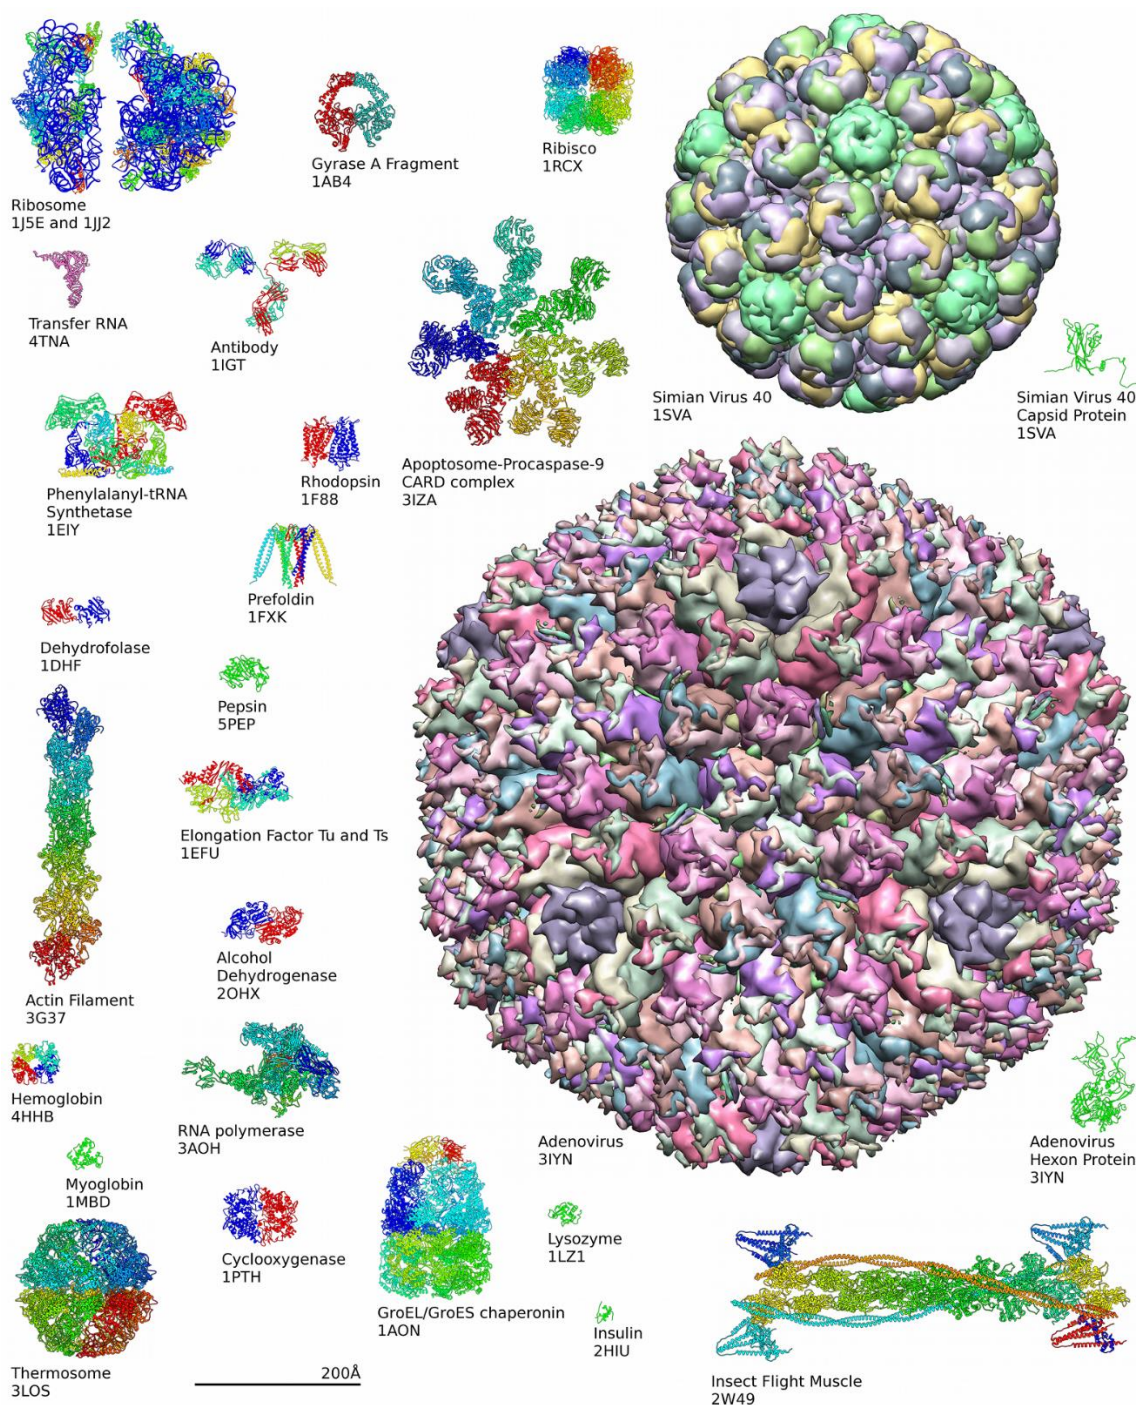 Ribosome
1J5E and 1JJ2
Gyrase A Fragment
1AB4
Ribisco
1RCX
Transfer RNA
4TNA
Antibody
1IGT
Simian Virus 40
1SVA
Simian Virus 40
Capsid Protein
1SVA
Phenylalanyl-tRNA
Synthetase
1EIY
Rhodopsin
1F88
Apoptosome-Procaspase-9
CARD complex
3IZA
Prefoldin
1FXK
Dehydrofolase
1DHF
Pepsin
5PEP
Elongation Factor Tu and Ts
1EFU
Alcohol
Dehydrogenase
2OHX
Actin Filament
3G37
Hemoglobin
4HHB
RNA polymerase
3AOH
Adenovirus
3IYN
Adenovirus
Hexon Protein
3IYN
Myoglobin
1MBD
Cyclooxygenase
1PTH
Lysozyme
1LZ1
GroEL/GroES chaperonin
1AON
Insulin
2HIU
Thermosome
3LOS
200Å
Insect Flight Muscle
2W49